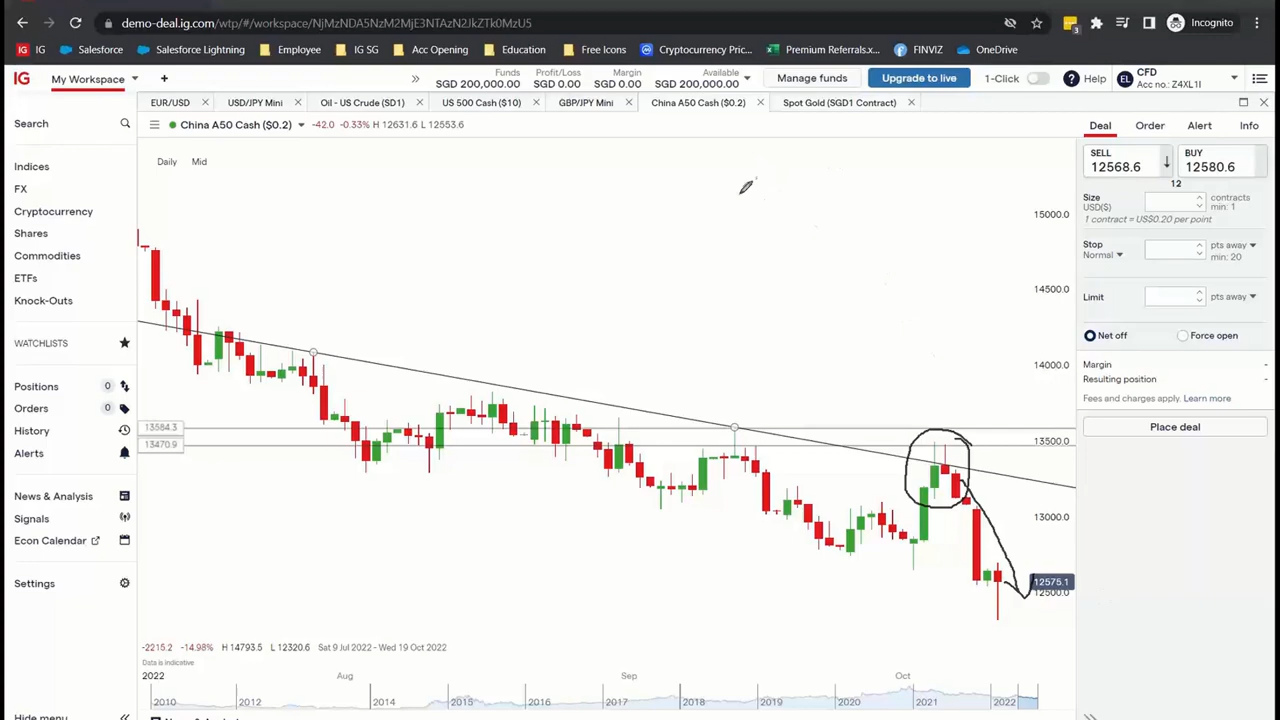 demo-deal.ig.com/wtp/#/workspace/NjMzNDA5NzM2MjE3NTAzN2JkZTk0MzU5
Incognito
3
IG Salesforce Salesforce Lightning Employee IG SG Acc Opening Education Free Icons Cryptocurrency Pric... Premium Referrals.x... FINVIZ OneDrive
IG My Workspace + Funds Profit/Loss Margin Available Manage funds Upgrade to live 1-Click Help CFD
SGD 200,000.00 SGD 0.00 SGD 0.00 SGD 200,000.00 EL Acc no.: Z4XL1I
EUR/USD USD/JPY Mini Oil - US Crude (SD1) US 500 Cash ($10) GBP/JPY Mini China A50 Cash ($0.2) Spot Gold (SGD1 Contract)
Search
China A50 Cash ($0.2) -42.0 -0.33% H 12631.6 L 12553.6
Deal Order Alert Info
Daily Mid
SELL BUY
12568.6 12580.6
12
Indices
FX
Cryptocurrency
Shares
Commodities
ETFs
Knock-Outs
WATCHLISTS
Positions 0
Orders 0
History
Alerts
News & Analysis
Signals
Econ Calendar
Settings
Hide menu
15000.0
14500.0
14000.0
13500.0
13000.0
12575.1
12500.0
13584.3
13470.9
Size contracts
USD($) min: 1
1 contract = US$0.20 per point
Stop pts away
Normal min: 20
Limit pts away
Net off Force open
Margin -
Resulting position -
Fees and charges apply. Learn more
Place deal
-2215.2 -14.98% H 14793.5 L 12320.6 Sat 9 Jul 2022 - Wed 19 Oct 2022
Data is indicative
2022 Aug Sep Oct
2010 2012 2014 2015 2016 2017 2018 2019 2021 2022